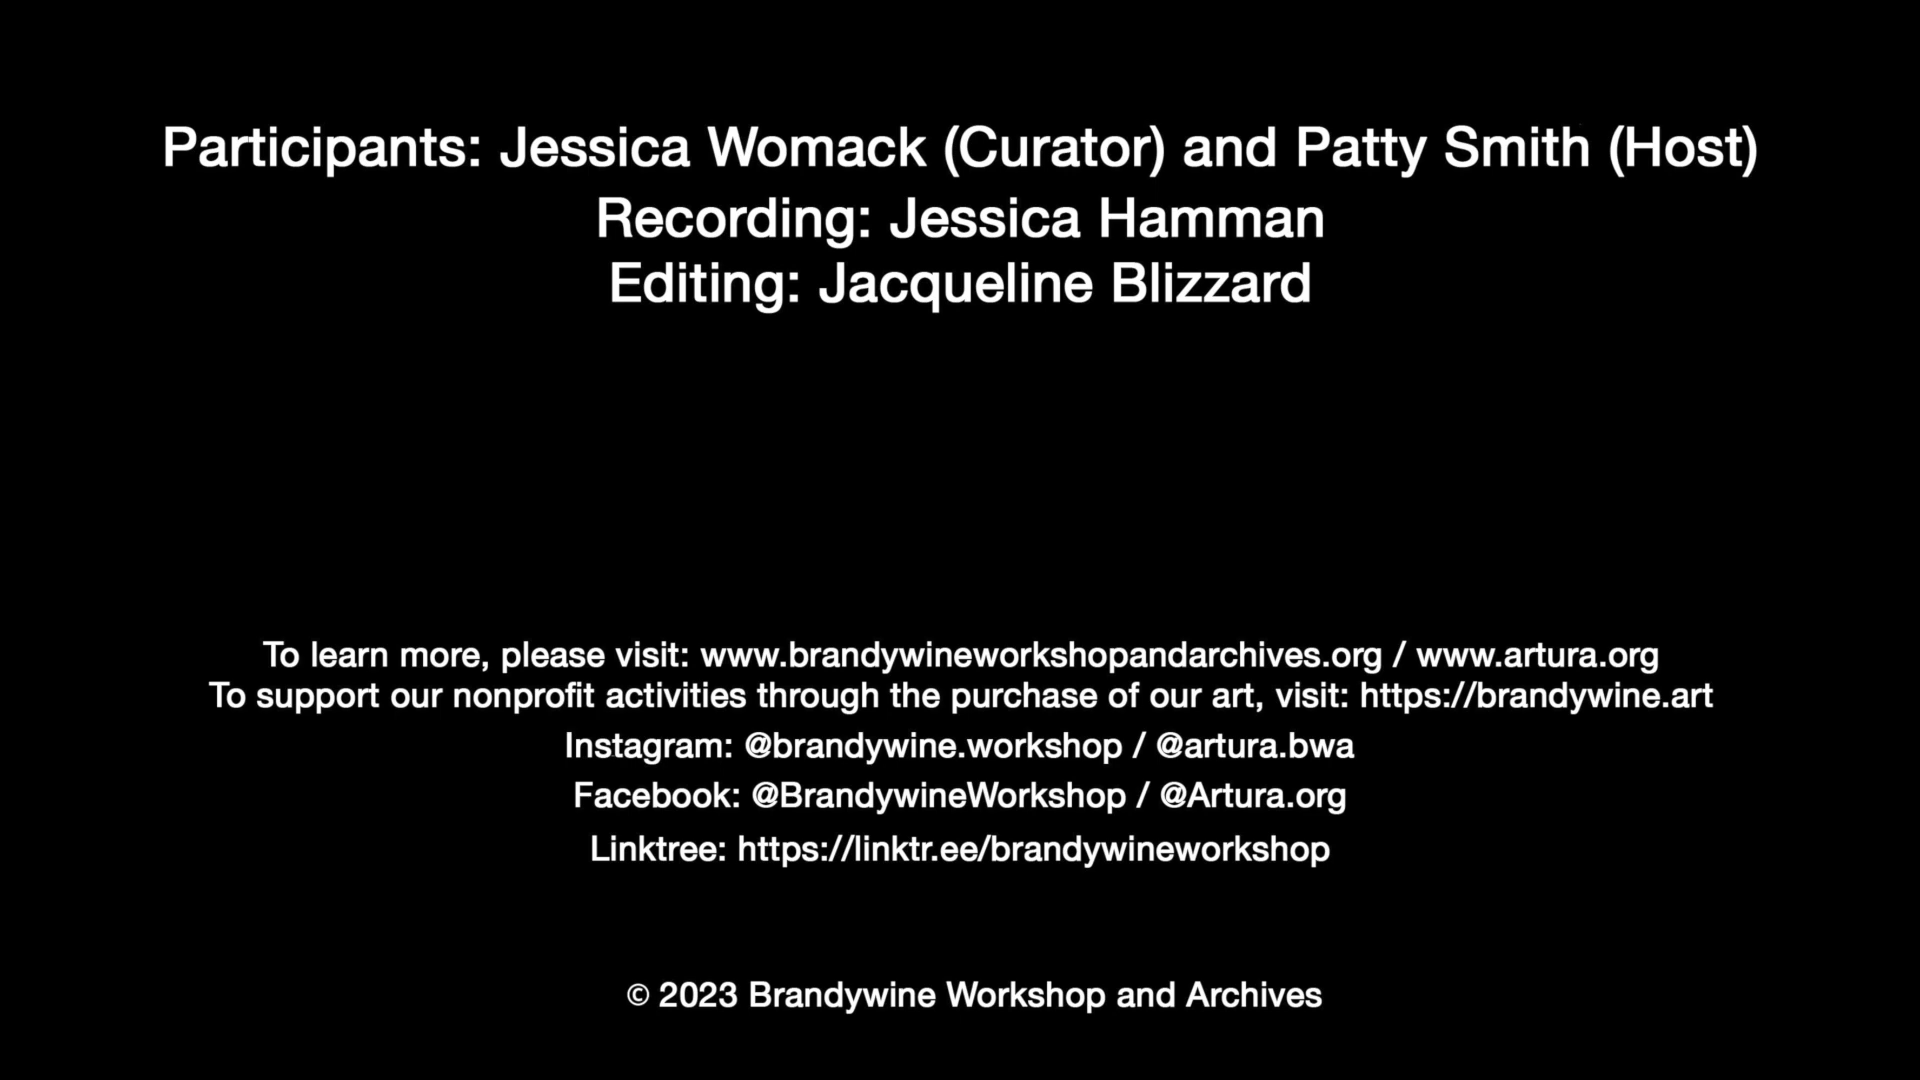 Participants: Jessica Womack (Curator) and Patty Smith (Host)
Recording: Jessica Hamman
Editing: Jacqueline Blizzard
To learn more, please visit: www.brandywineworkshopandarchives.org / www.artura.org
To support our nonprofit activities through the purchase of our art, visit: https://brandywine.art
Instagram: @brandywine.workshop / @artura.bwa
Facebook: @BrandywineWorkshop / @Artura.org
Linktree: https://linktr.ee/brandywineworkshop
© 2023 Brandywine Workshop and Archives